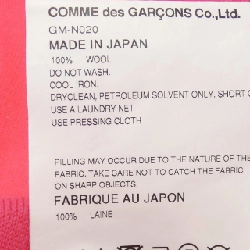 COMME des GARÇONS Co.,Ltd.
GM-N020
MADE IN JAPAN
100% WOOL
DO NOT WASH.
COOL IRON.
DRYCLEAN, PETROLEUM SOLVENT ONLY, SHORT
USE A LAUNDRY NET
USE PRESSING CLOTH
FILLING MAY OCCUR DUE TO THE NATURE OF THE
FABRIC. TAKE CARE NOT TO CATCH THE FABRIC
ON SHARP OBJECTS.
FABRIQUE AU JAPON
100% LAINE